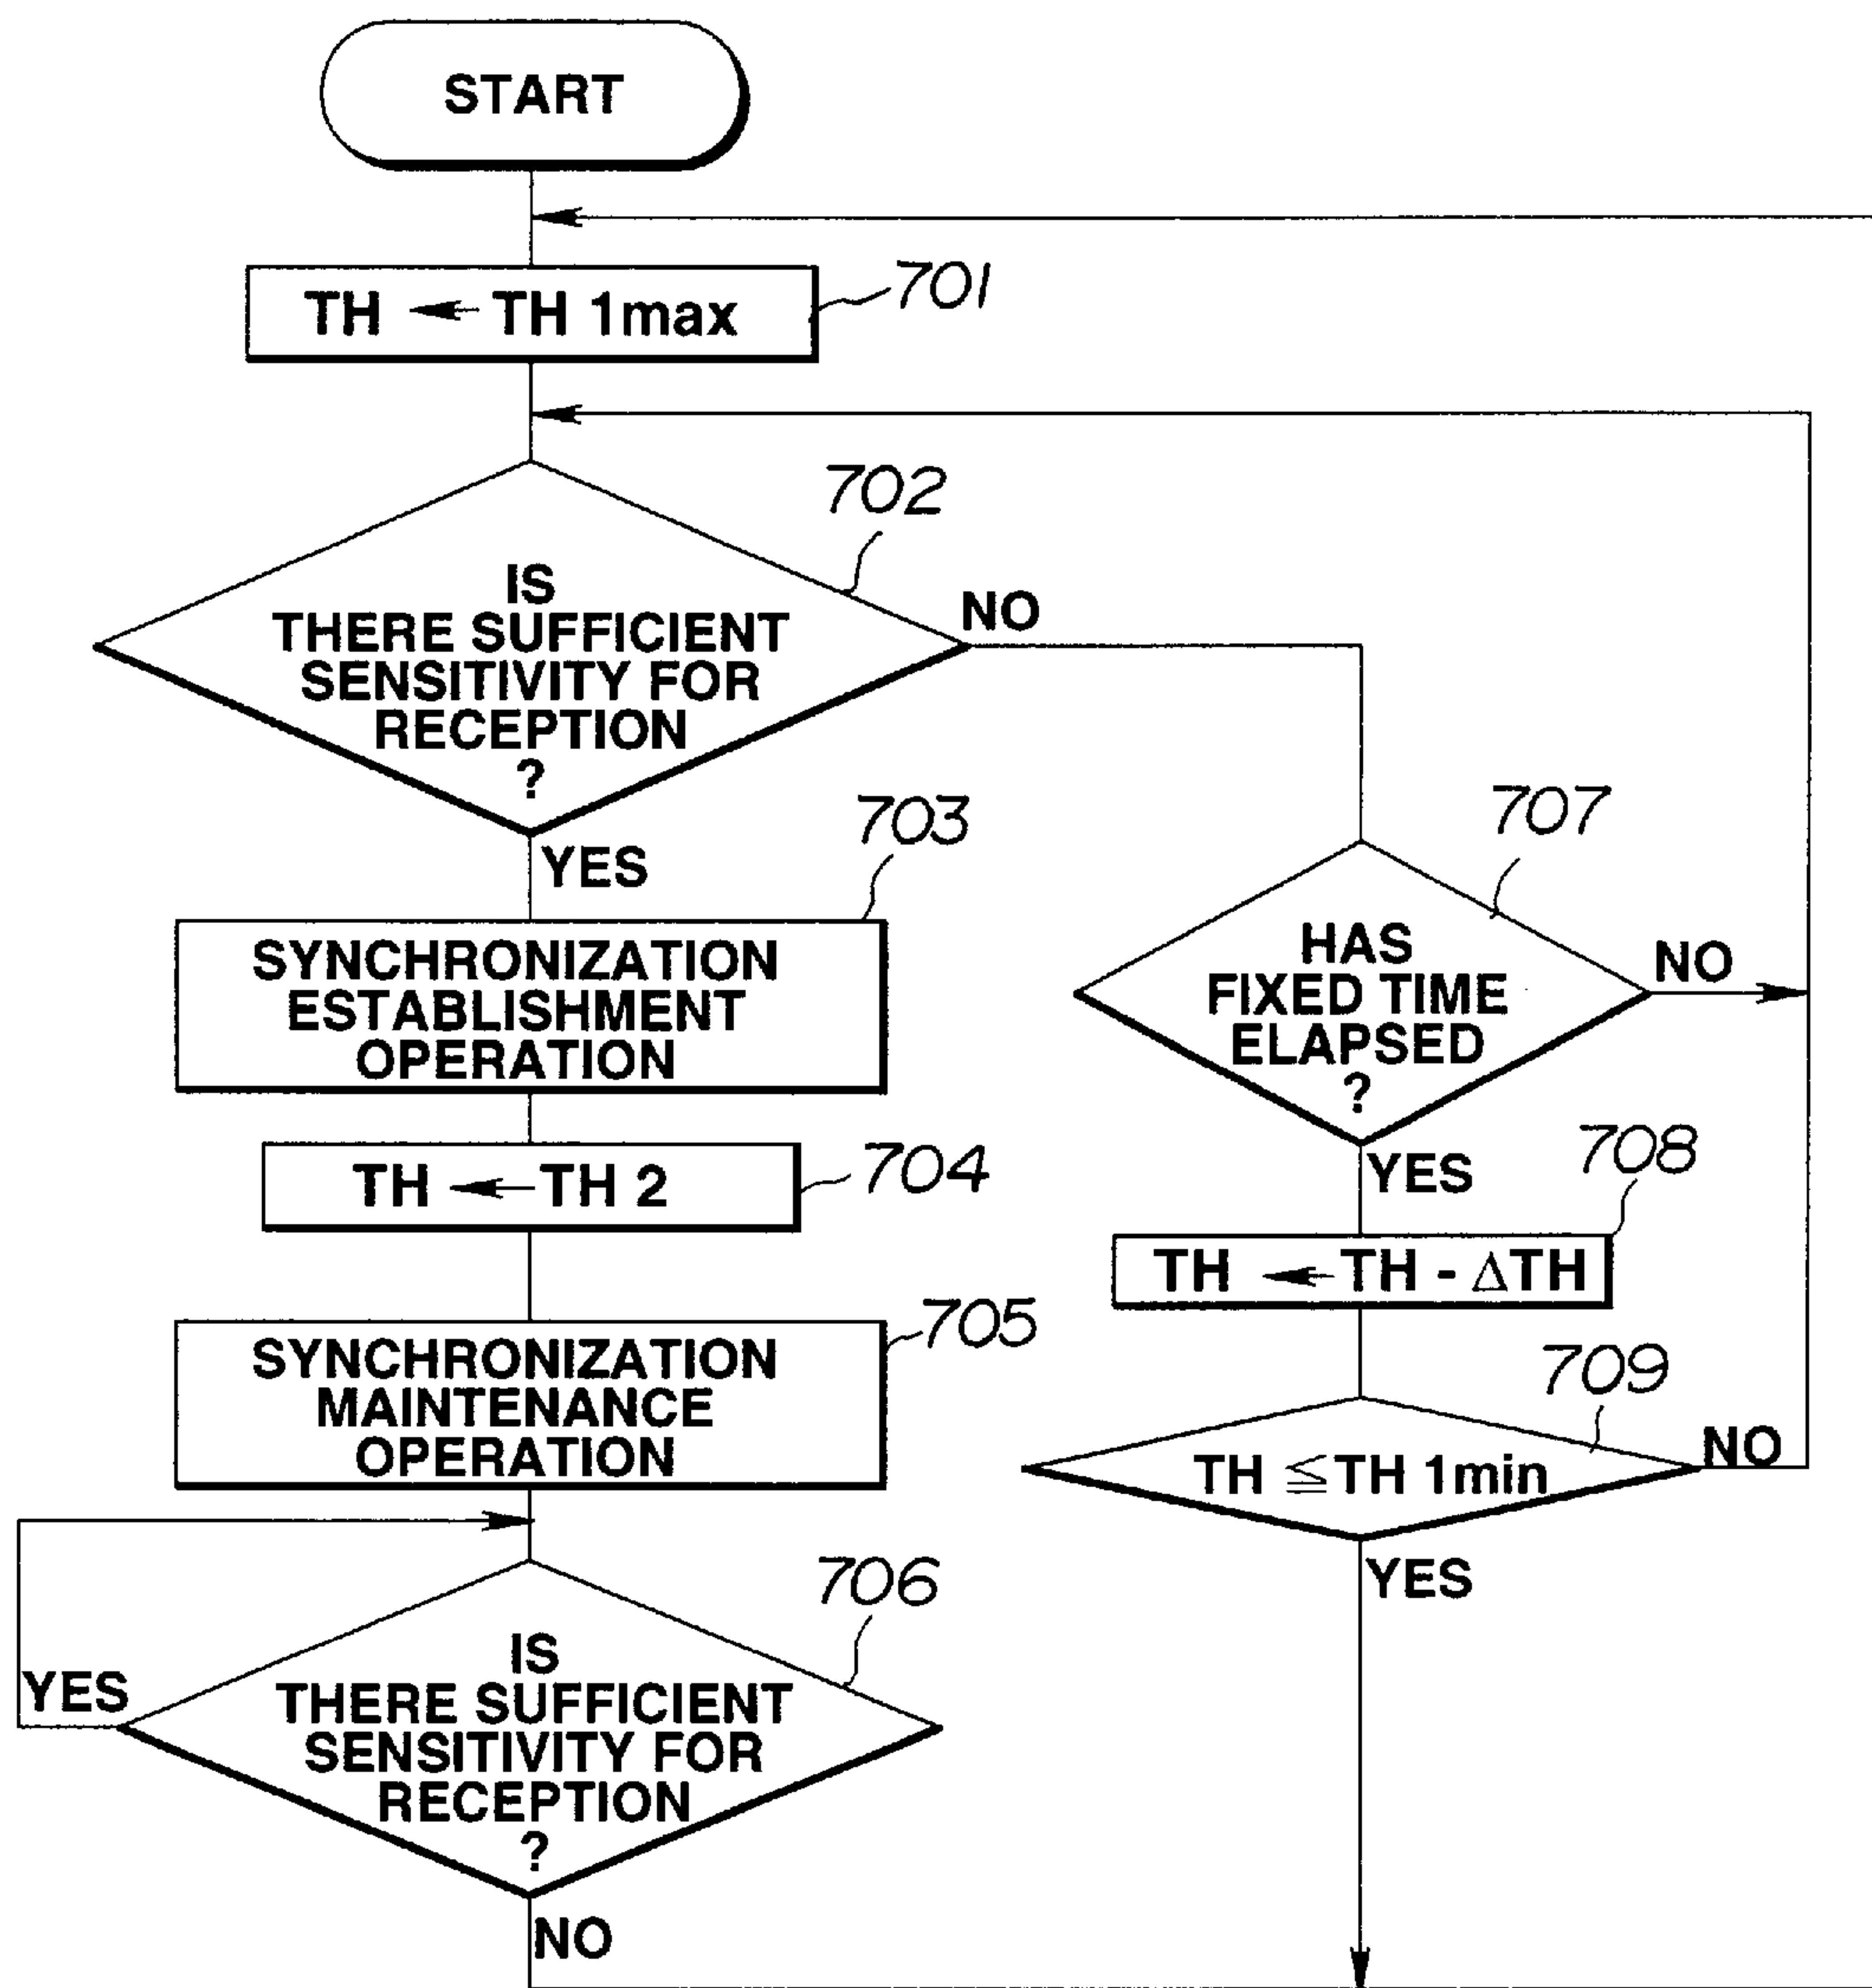 START
701
TH ← TH 1max
702
IS
THERE SUFFICIENT
SENSITIVITY FOR
RECEPTION
?
NO
YES
703
SYNCHRONIZATION
ESTABLISHMENT
OPERATION
704
TH ← TH 2
705
SYNCHRONIZATION
MAINTENANCE
OPERATION
706
IS
THERE SUFFICIENT
SENSITIVITY FOR
RECEPTION
?
YES
NO
707
HAS
FIXED TIME
ELAPSED
?
NO
YES
708
TH ← TH - ΔTH
709
TH ≦ TH 1min
NO
YES